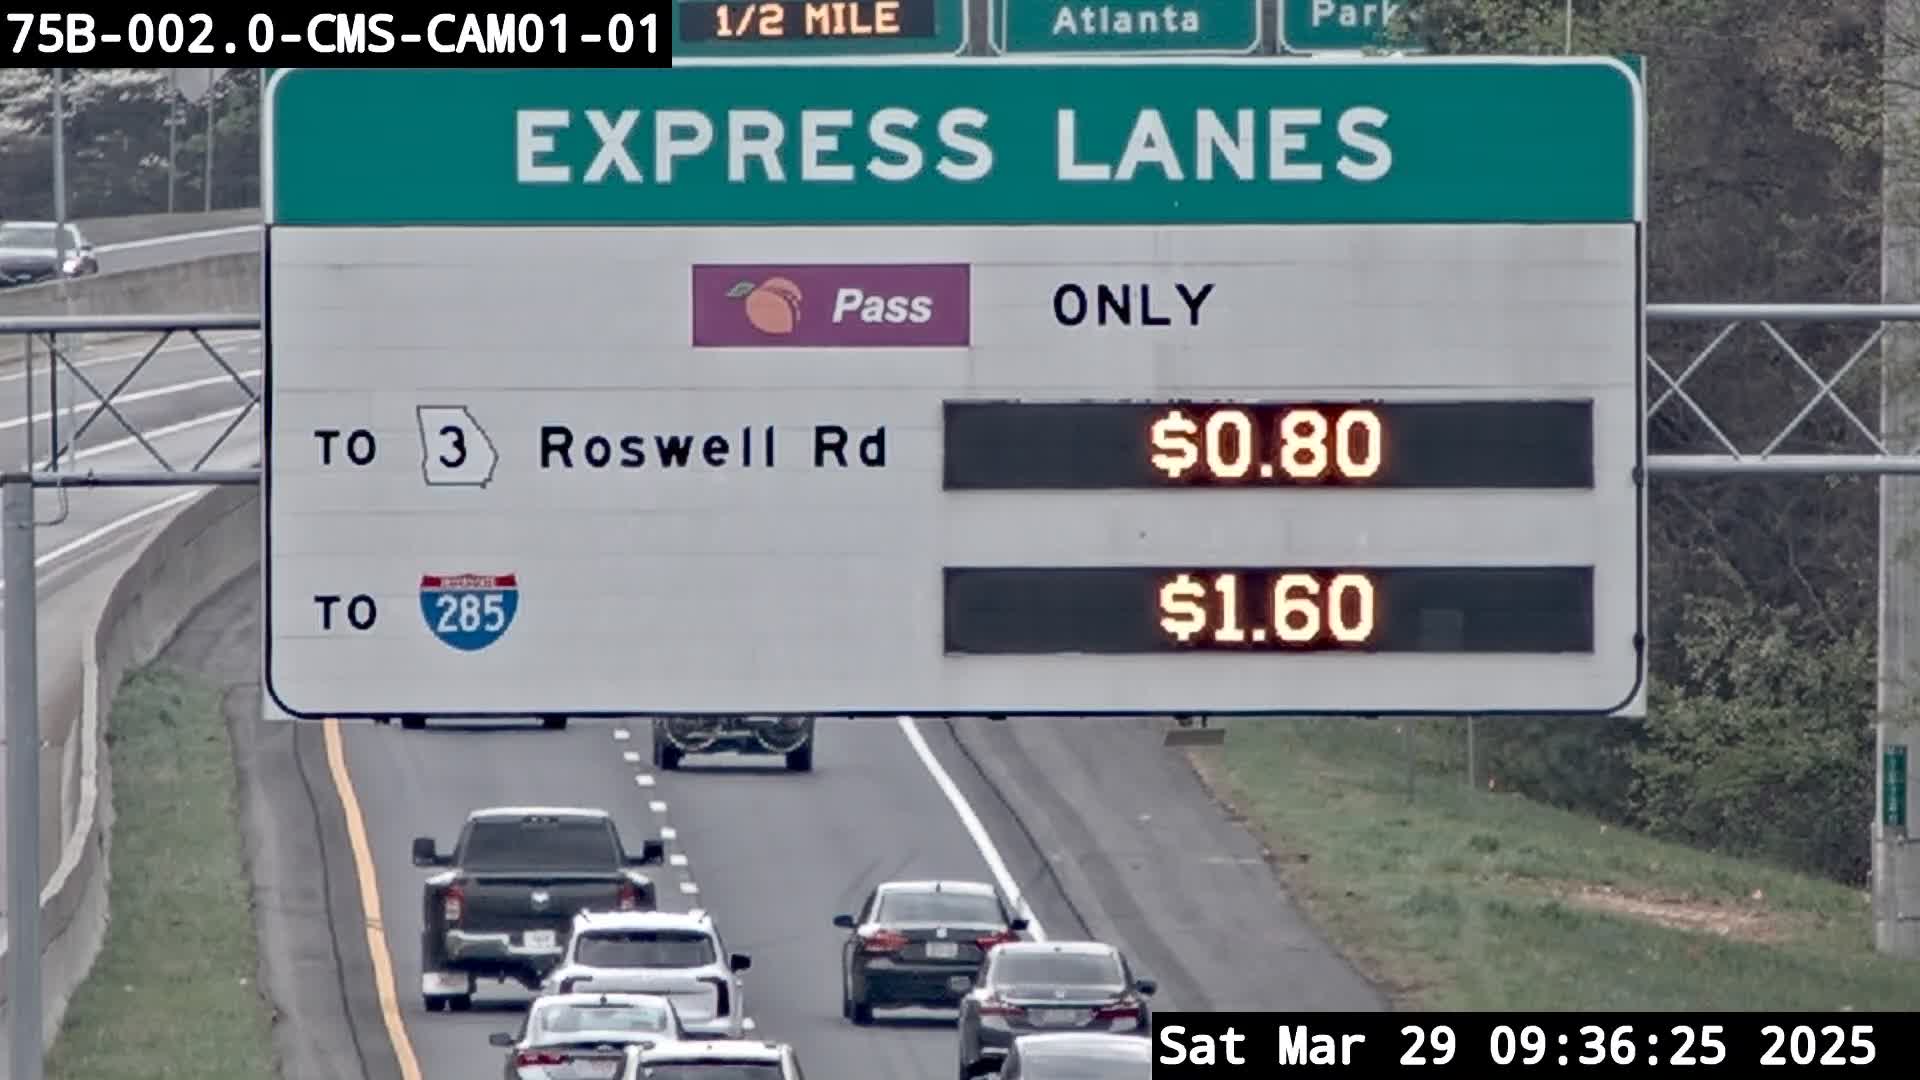 75B-002.0-CMS-CAM01-01
1/2 MILE
Atlanta
Park
EXPRESS LANES
Pass ONLY
TO 3 Roswell Rd $0.80
TO 285 $1.60
Sat Mar 29 09:36:25 2025